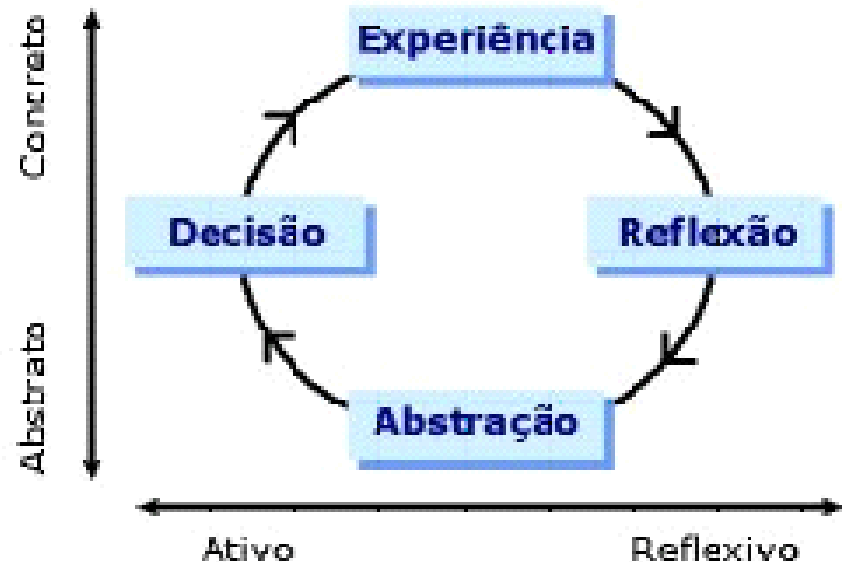 Concreto
Experiência
Decisão
Reflexão
Abstrato
Abstração
Ativo
Reflexivo